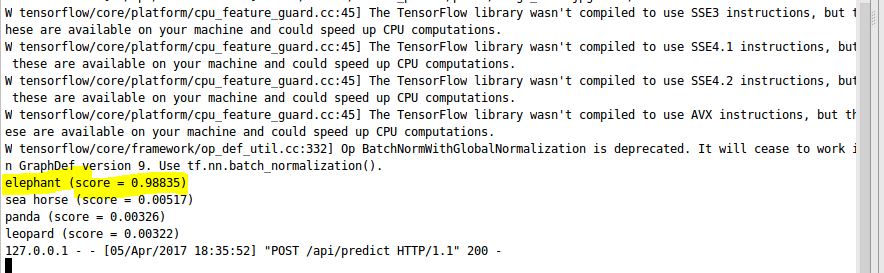 W tensorflow/core/platform/cpu_feature_guard.cc:45] The TensorFlow library wasn't compiled to use SSE3 instructions, but t
hese are available on your machine and could speed up CPU computations.
W tensorflow/core/platform/cpu_feature_guard.cc:45] The TensorFlow library wasn't compiled to use SSE4.1 instructions, but
these are available on your machine and could speed up CPU computations.
W tensorflow/core/platform/cpu_feature_guard.cc:45] The TensorFlow library wasn't compiled to use SSE4.2 instructions, but
these are available on your machine and could speed up CPU computations.
W tensorflow/core/platform/cpu_feature_guard.cc:45] The TensorFlow library wasn't compiled to use AVX instructions, but th
ese are available on your machine and could speed up CPU computations.
W tensorflow/core/framework/op_def_util.cc:332] Op BatchNormWithGlobalNormalization is deprecated. It will cease to work i
n GraphDef version 9. Use tf.nn.batch_normalization().
elephant (score = 0.98835)
sea horse (score = 0.00517)
panda (score = 0.00326)
leopard (score = 0.00322)
127.0.0.1 - - [05/Apr/2017 18:35:52] "POST /api/predict HTTP/1.1" 200 -